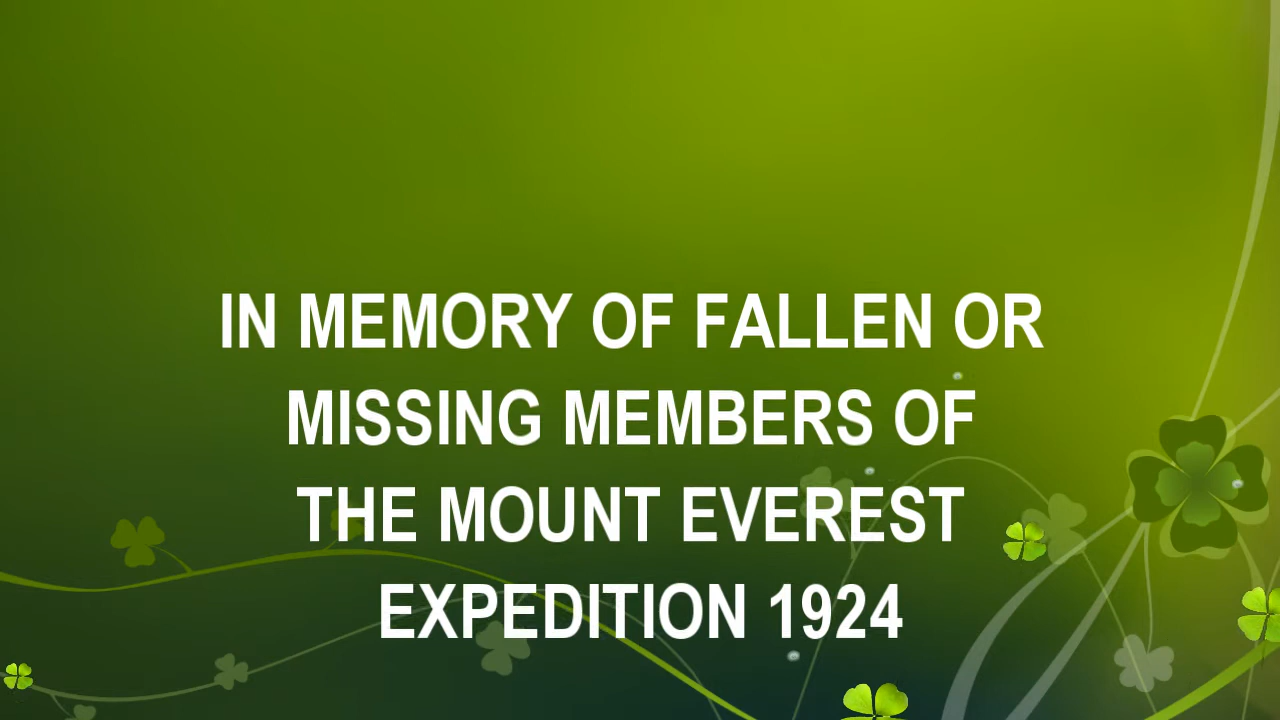 IN MEMORY OF FALLEN OR
MISSING MEMBERS OF
THE MOUNT EVEREST
EXPEDITION 1924